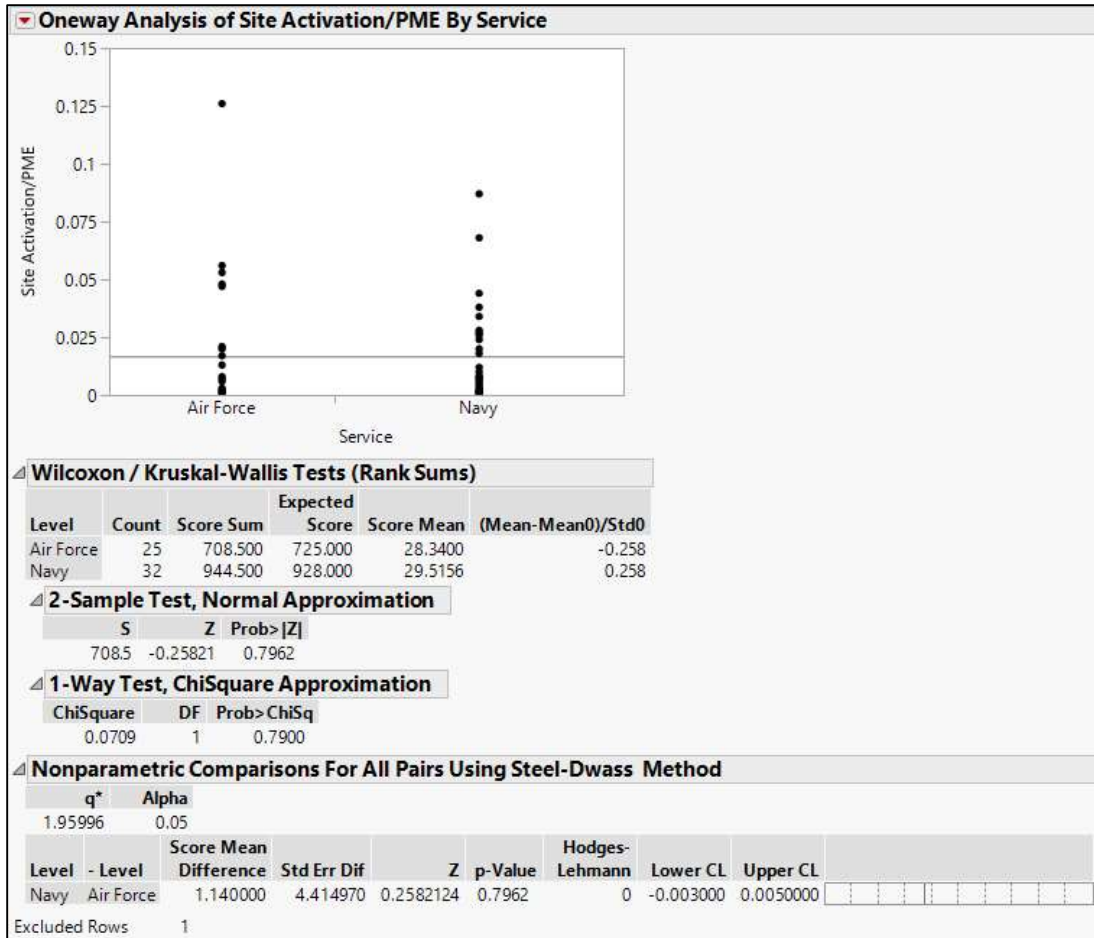 Oneway Analysis of Site Activation/PME By Service
0.15
0.125
0.1
0.075
0.05
0.025
0
Site Activation/PME
Air Force Navy
Service
Wilcoxon / Kruskal-Wallis Tests (Rank Sums)
Expected
Level Count Score Sum Score Score Mean (Mean-Mean0)/Std0
Air Force 25 708.500 725.000 28.3400 -0.258
Navy 32 944.500 928.000 29.5156 0.258
2-Sample Test, Normal Approximation
S Z Prob>|Z|
708.5 -0.25821 0.7962
1-Way Test, ChiSquare Approximation
ChiSquare DF Prob>ChiSq
0.0709 1 0.7900
Nonparametric Comparisons For All Pairs Using Steel-Dwass Method
q* Alpha
1.95996 0.05
Score Mean Hodges-
Level - Level Difference Std Err Dif Z p-Value Lehmann Lower CL Upper CL
Navy Air Force 1.140000 4.414970 0.2582124 0.7962 0 -0.003000 0.0050000
Excluded Rows 1